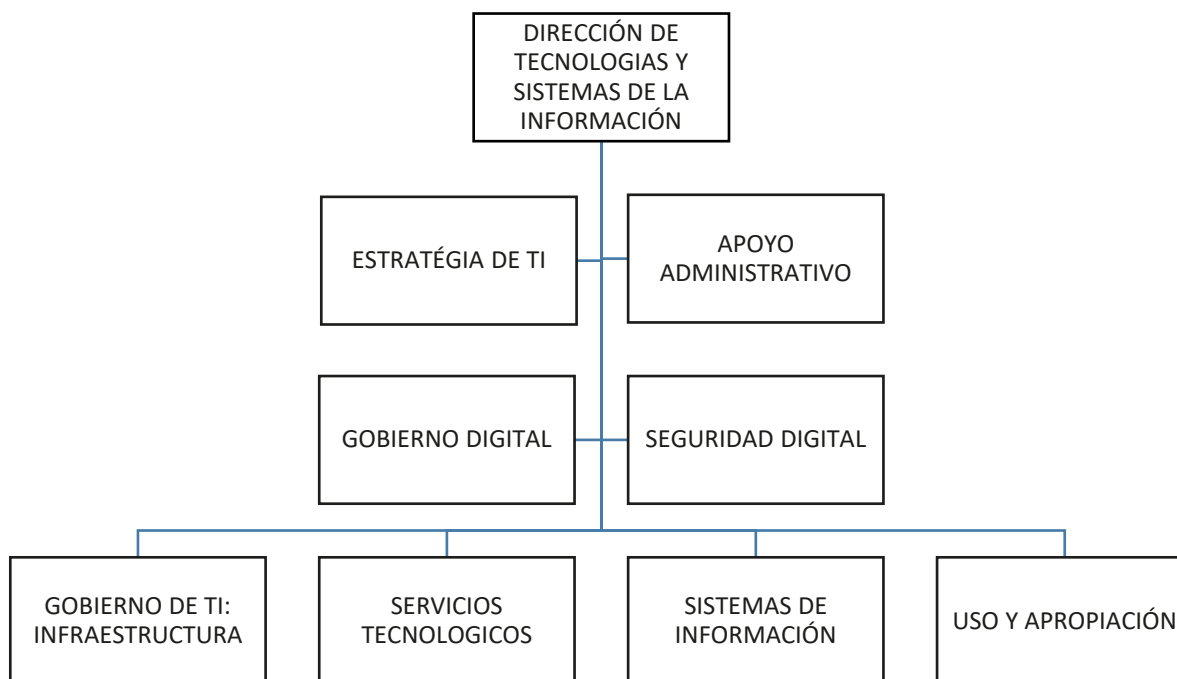 DIRECCIÓN DE
TECNOLOGIAS Y
SISTEMAS DE LA
INFORMACIÓN
ESTRATÉGIA DE TI
APOYO
ADMINISTRATIVO
GOBIERNO DIGITAL
SEGURIDAD DIGITAL
GOBIERNO DE TI:
INFRAESTRUCTURA
SERVICIOS
TECNOLOGICOS
SISTEMAS DE
INFORMACIÓN
USO Y APROPIACIÓN